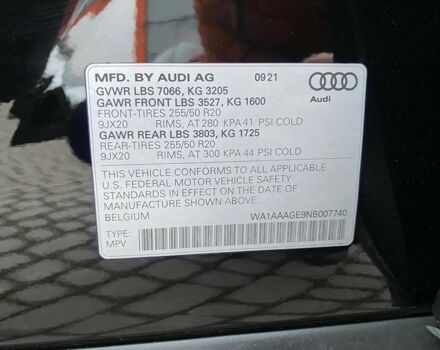 MFD. BY AUDI AG 09 21
GVWR LBS 7066, KG 3205
GAWR FRONT LBS 3527, KG 1600
FRONT-TIRES 255/50 R20
9JX20 RIMS, AT 280 KPA 41 PSI COLD
GAWR REAR LBS 3803, KG 1725
REAR-TIRES 255/50 R20
9JX20 RIMS, AT 300 KPA 44 PSI COLD
Audi
THIS VEHICLE CONFORMS TO ALL APPLICABLE
U.S. FEDERAL MOTOR VEHICLE SAFETY
STANDARDS IN EFFECT ON THE DATE OF
MANUFACTURE SHOWN ABOVE.
BELGIUM WA1AAAGE9NB007740
TYPE:
MPV